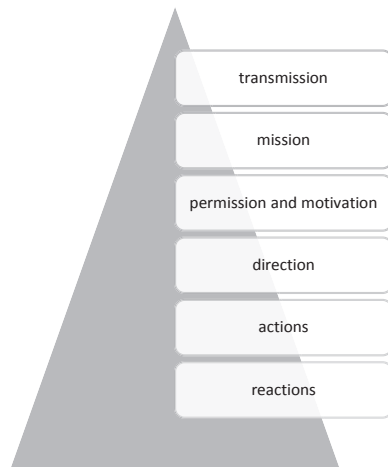 transmission
mission
permission and motivation
direction
actions
reactions